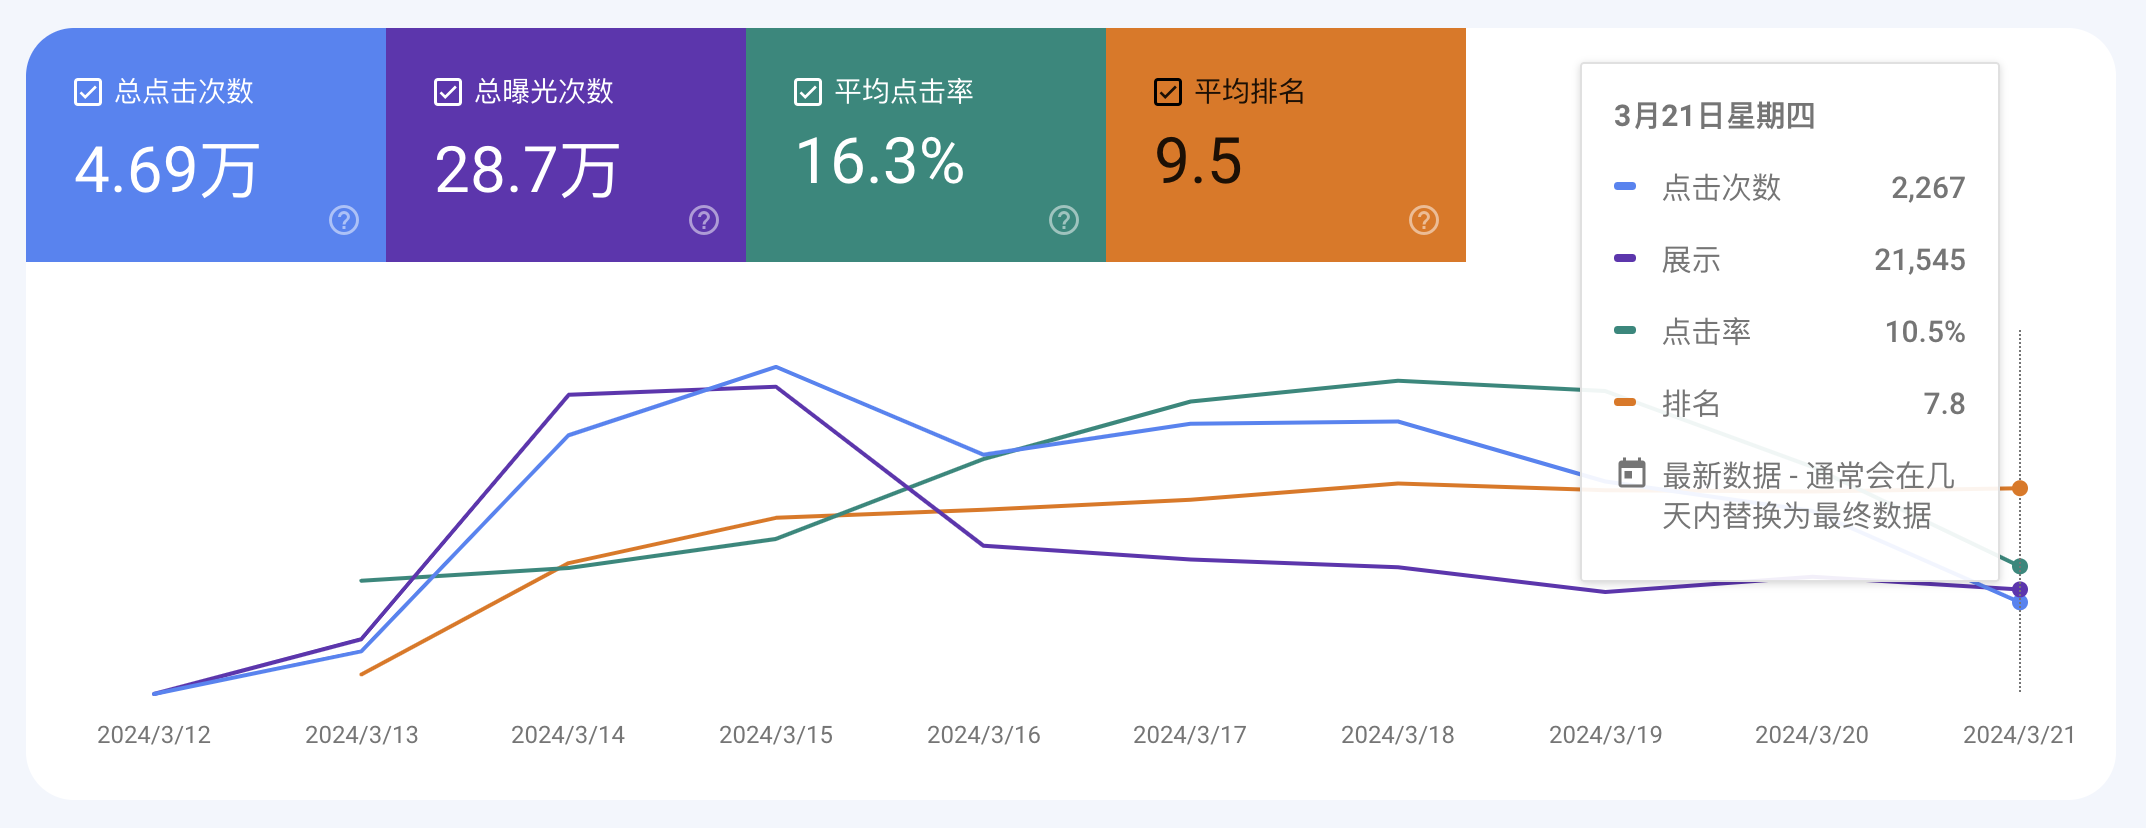 总点击次数
4.69万
总曝光次数
28.7万
平均点击率
16.3%
平均排名
9.5
3月21日星期四
点击次数 2,267
展示 21,545
点击率 10.5%
排名 7.8
最新数据 - 通常会在几
天内替换为最终数据
2024/3/12 2024/3/13 2024/3/14 2024/3/15 2024/3/16 2024/3/17 2024/3/18 2024/3/19 2024/3/20 2024/3/21